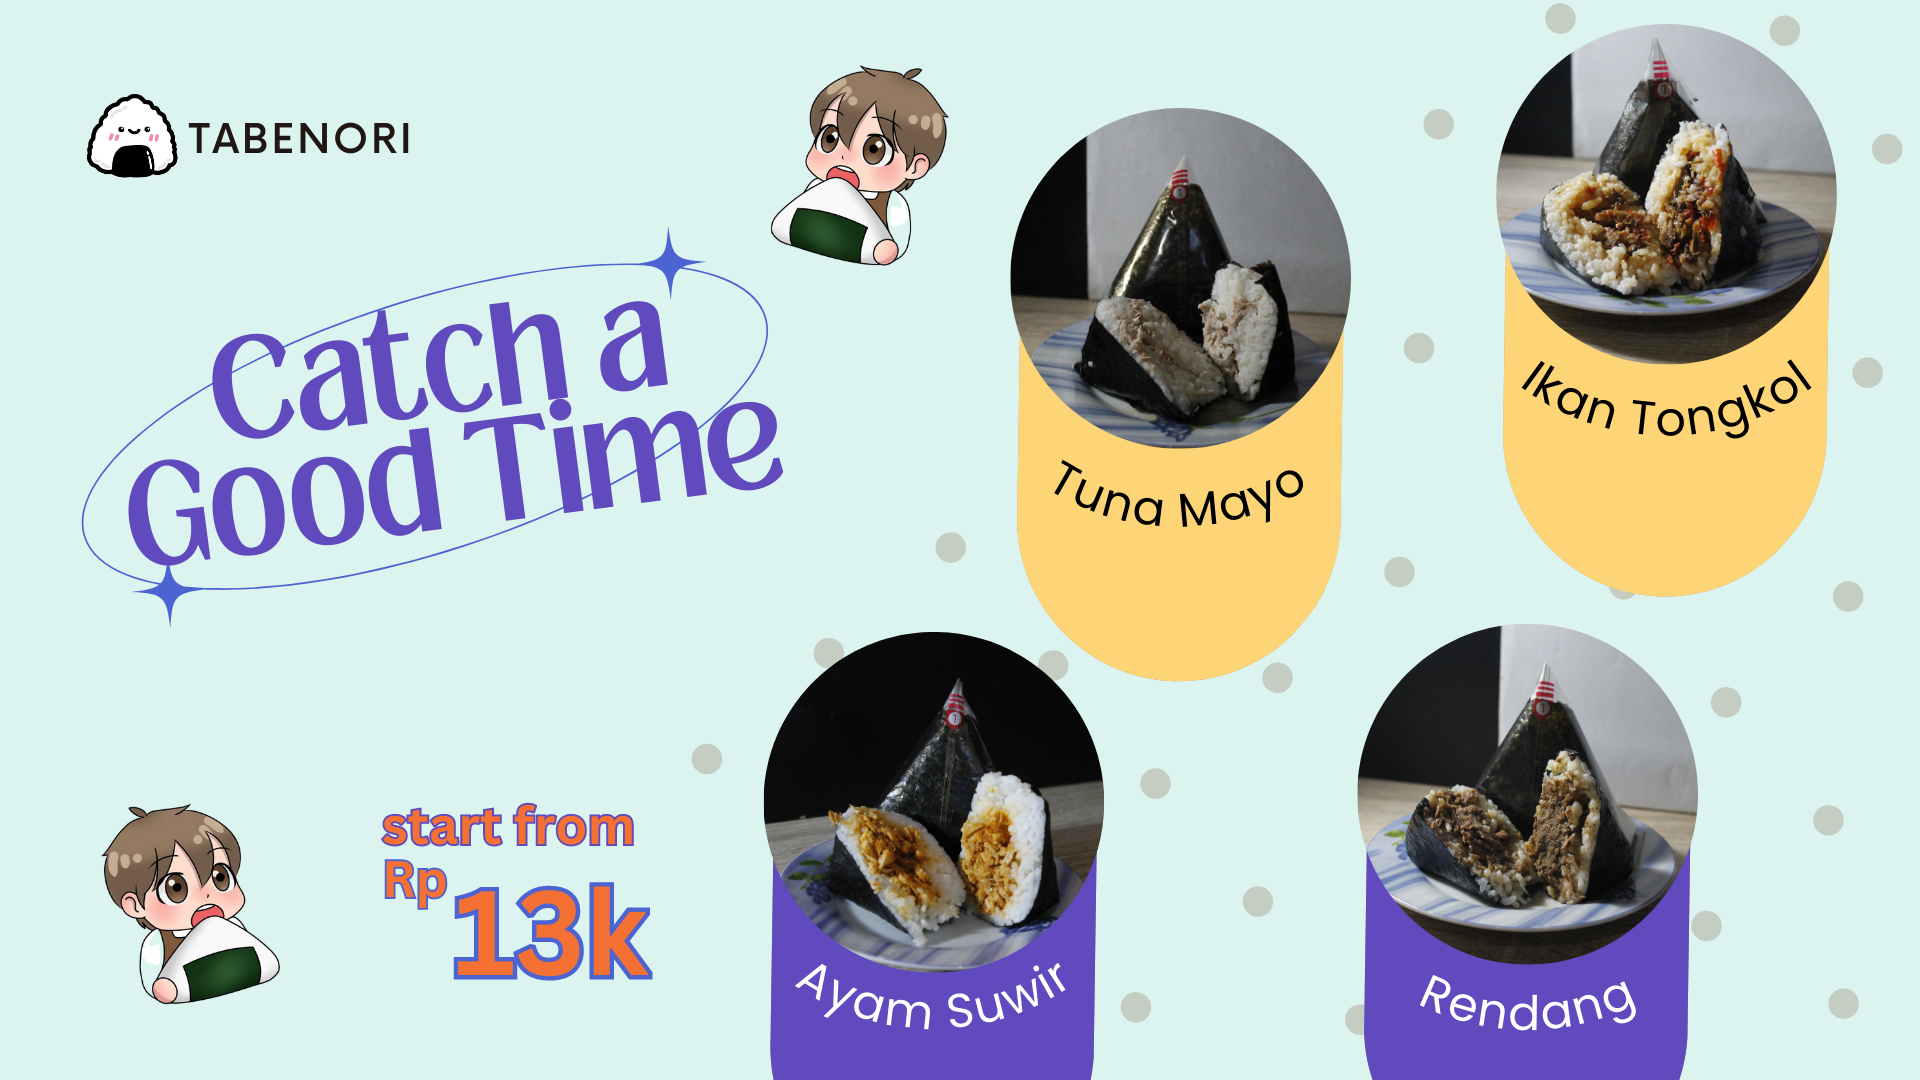 TABENORI
Catch a
Good Time
Tuna Mayo
Ikan Tongkol
start from
Rp
13k
Ayam Suwir
Rendang